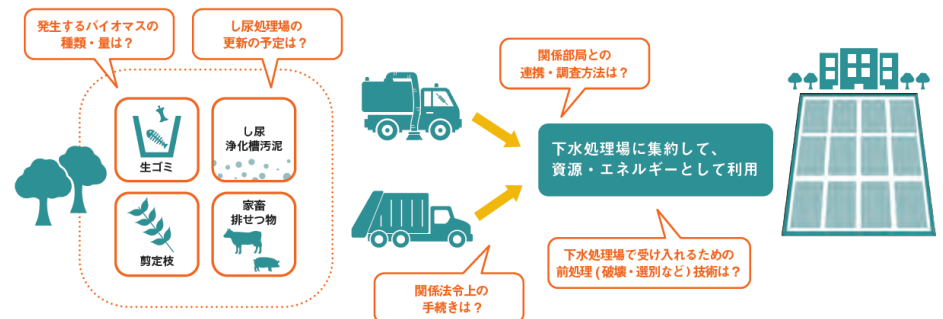 発生するバイオマスの
種類・量は？
し尿処理場の
更新の予定は？
生ゴミ
し尿
浄化槽汚泥
剪定枝
家畜
排せつ物
関係部局との
連携・調査方法は？
下水処理場に集約して、
資源・エネルギーとして利用
関係法令上の
手続きは？
下水処理場で受け入れるための
前処理(破壊・選別など)技術は？